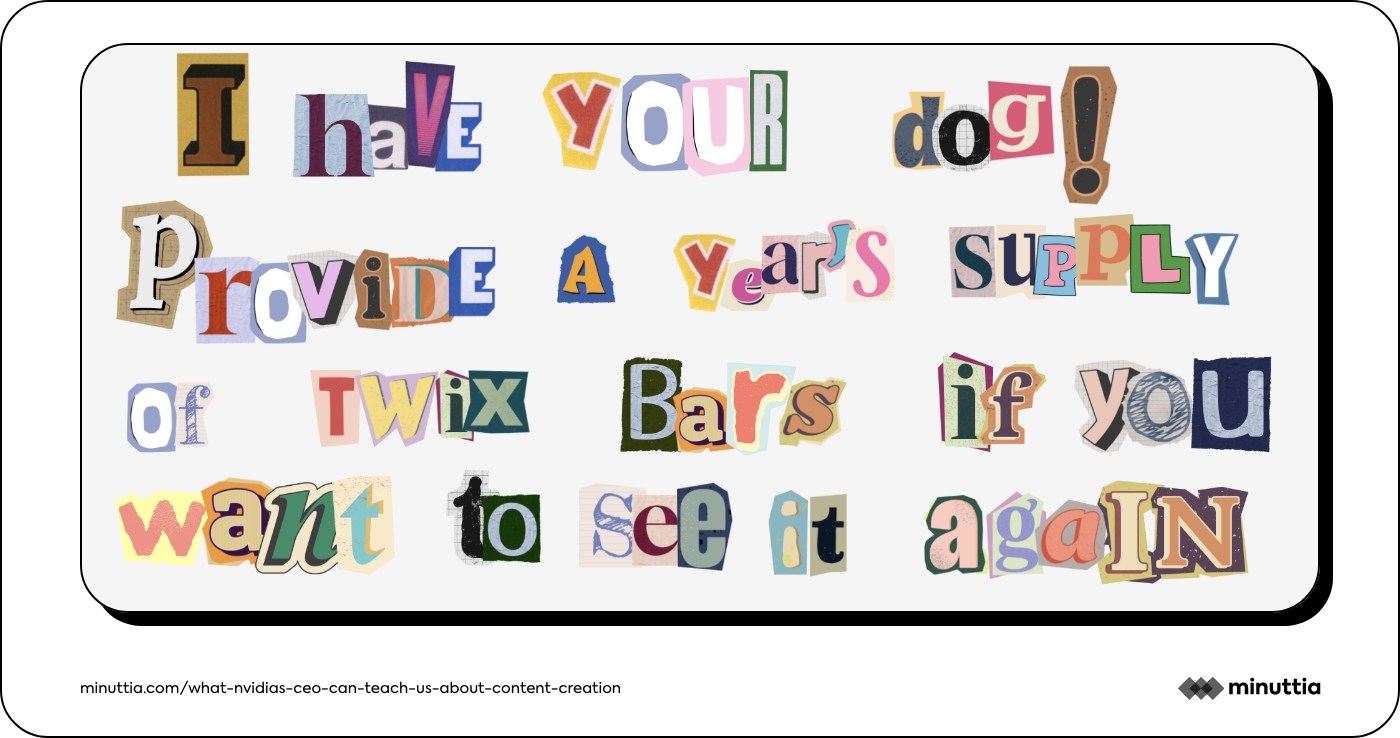 I haVE YOUR dog!
ProViDE A Year's SuPPLY
Of TWiX Bars if you
want to See it agaIN
minuttia.com/what-nvidias-ceo-can-teach-us-about-content-creation
minuttia